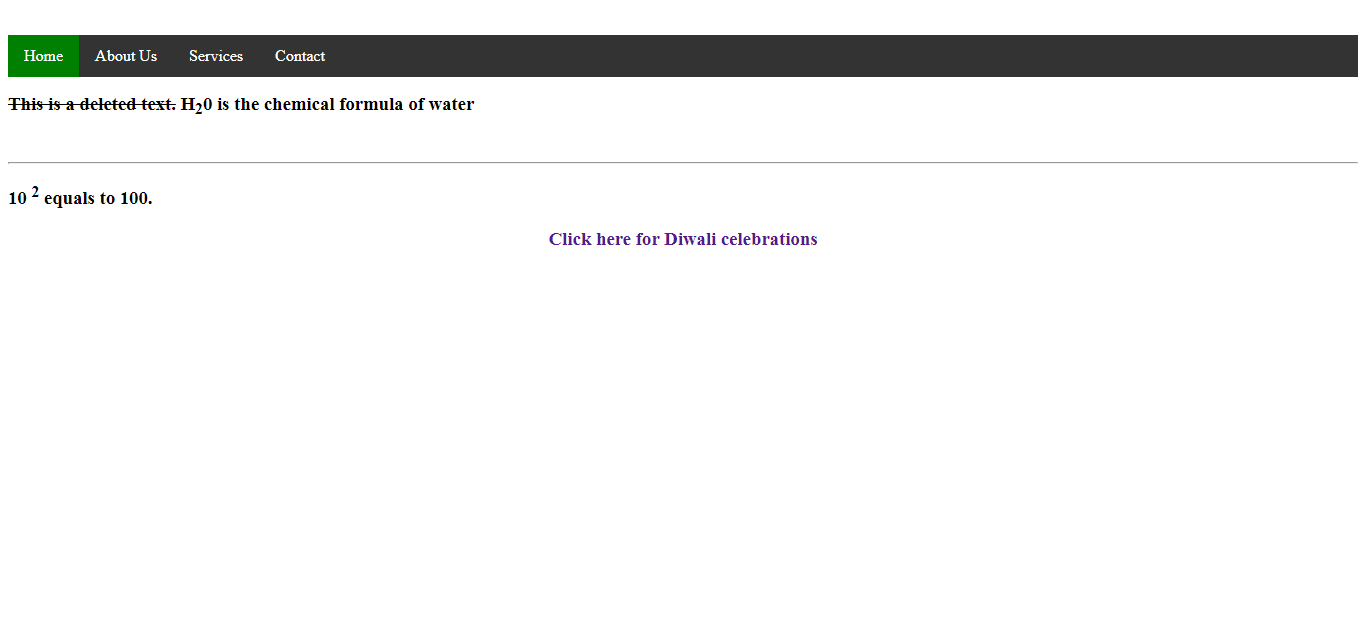 Home About Us Services Contact
This is a deleted text. H₂0 is the chemical formula of water
10 ² equals to 100.
Click here for Diwali celebrations